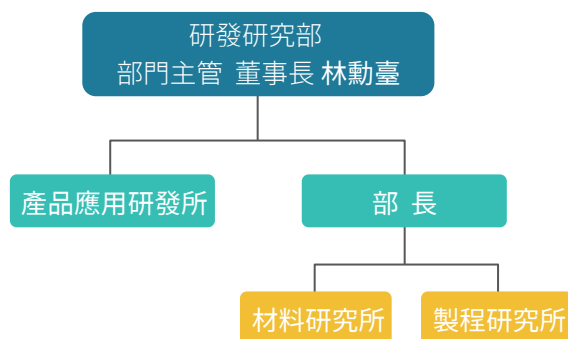 研發研究部
部門主管 董事長 林勳臺
產品應用研發所
部 長
材料研究所
製程研究所